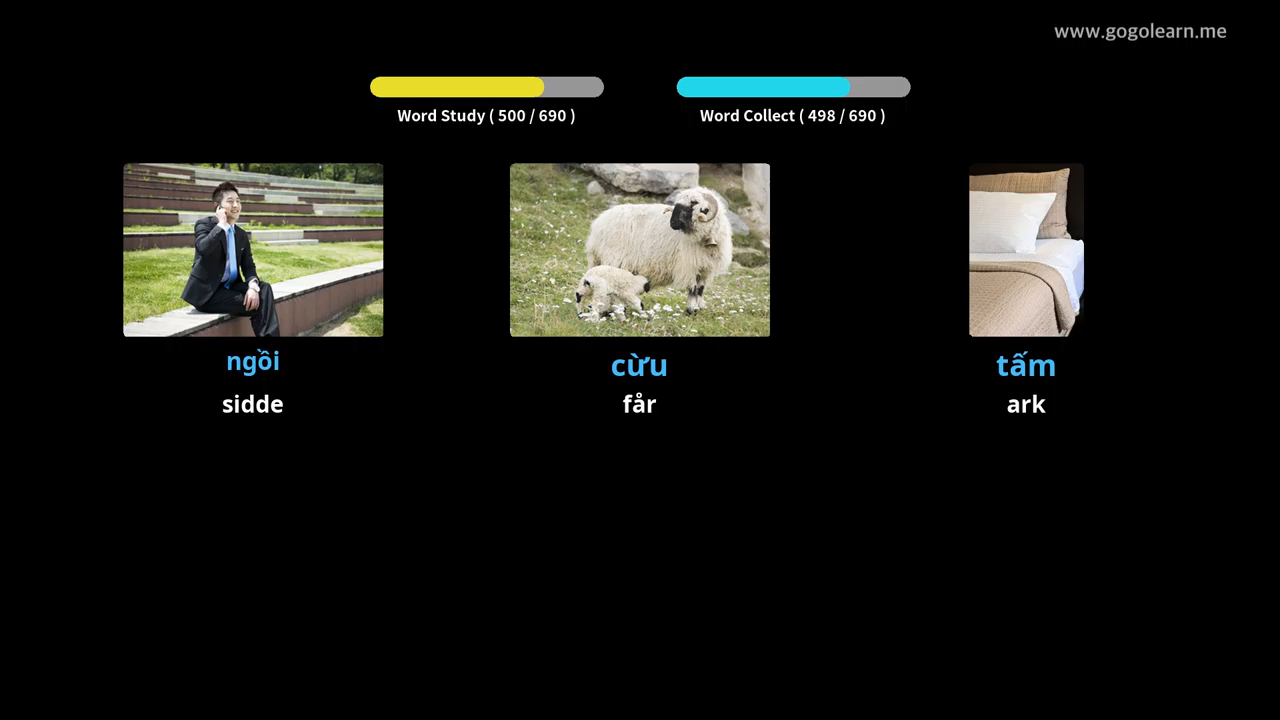 www.gogolearn.me
Word Study ( 500 / 690 )
Word Collect ( 498 / 690 )
ngồi
cừu
tấm
sidde
får
ark